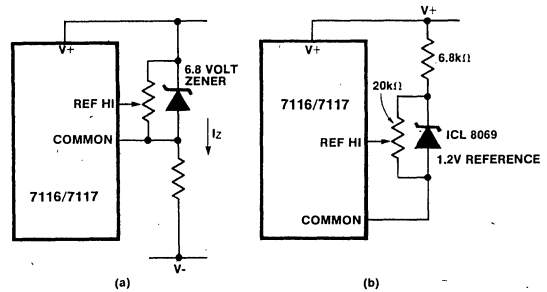 V+
6.8 VOLT
ZENER
REF HI
COMMON
IZ
7116/7117
V-
(a)
V+
V+
6.8kΩ
20kΩ
7116/7117
ICL 8069
REF HI
1.2V REFERENCE
COMMON
(b)